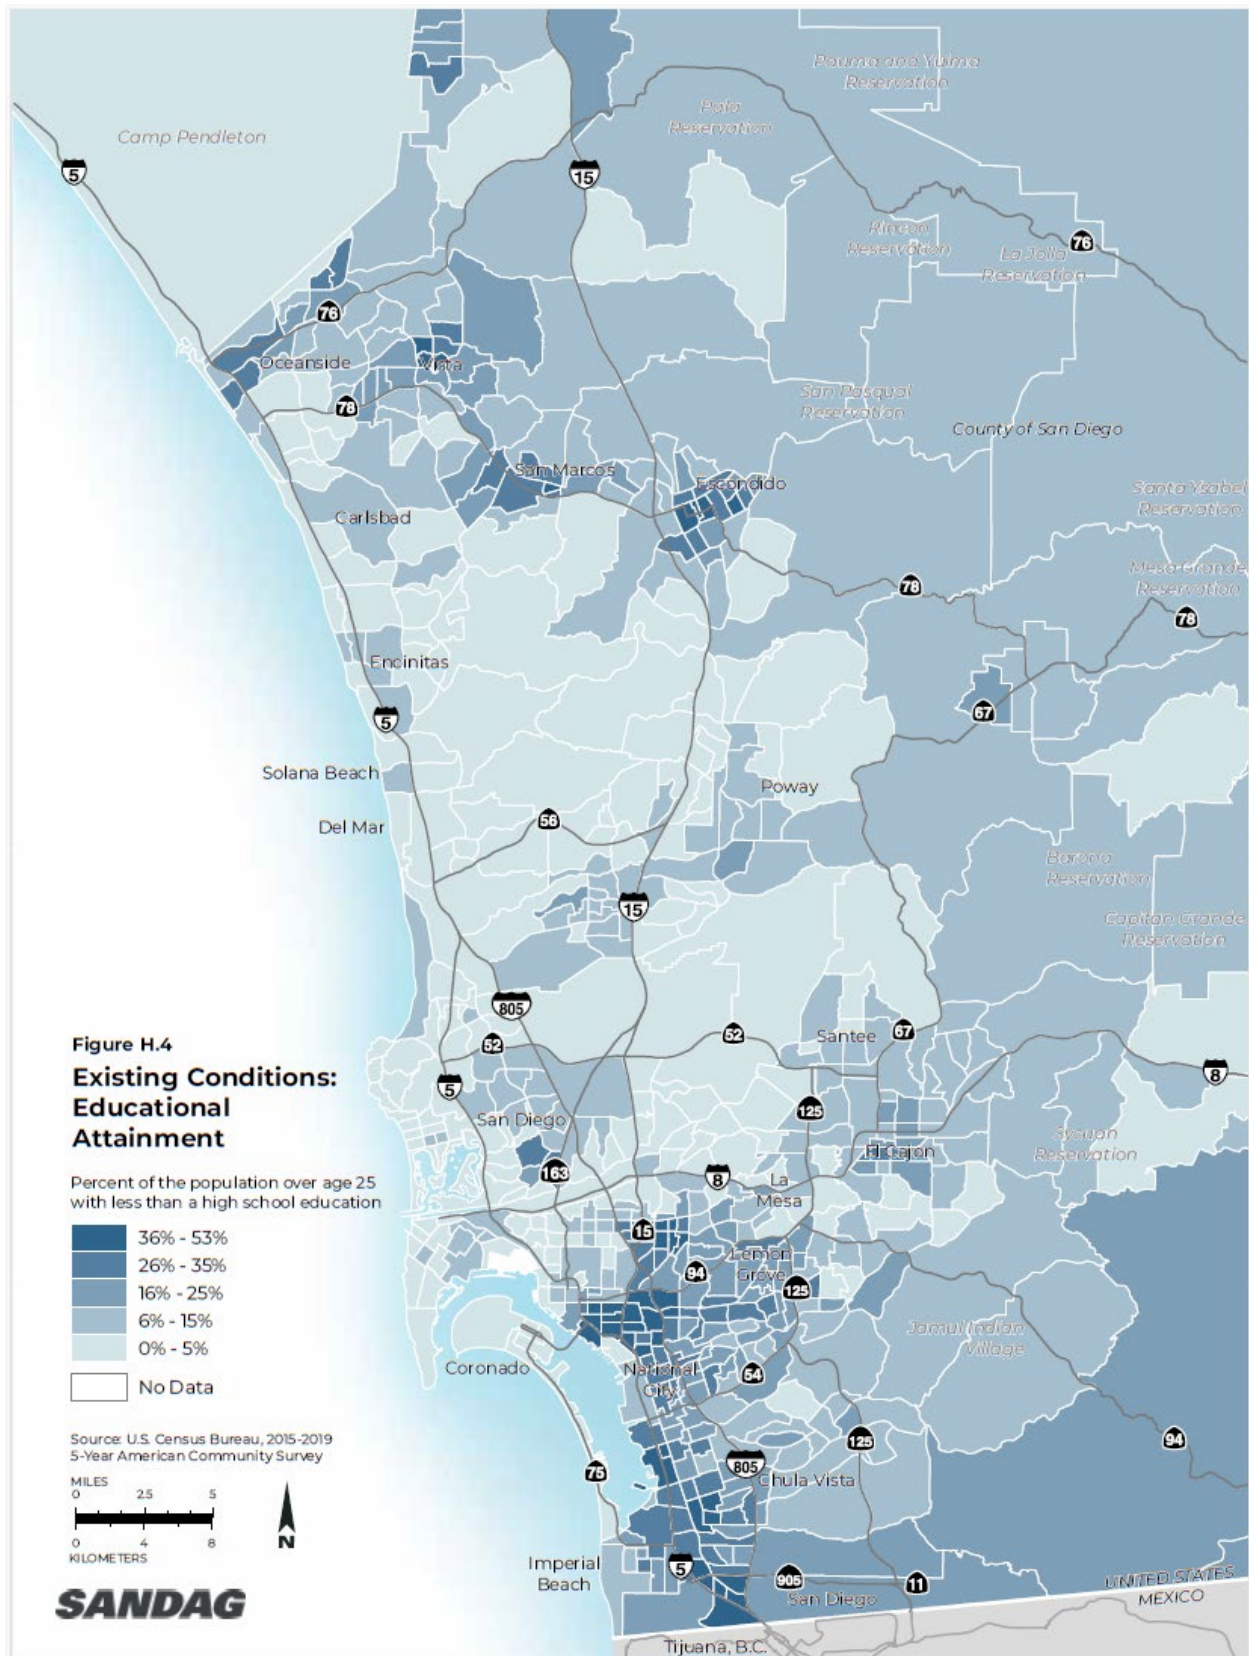 Pauma and Yuima
Reservation
Camp Pendleton
Pala
Reservation
5
15
Rincon
Reservation
76
La Jolla
Reservation
76
Oceanside
Vista
78
San Pasqual
Reservation
County of San Diego
San Marcos
Escondido
Santa Ysabel
Reservation
Carlsbad
Mesa Grande
Reservation
78
78
Encinitas
67
5
Solana Beach
Poway
Del Mar
56
Barona
Reservation
15
Capitan Grande
Reservation
805
52
52
Santee
67
5
8
125
San Diego
Sycuan
Reservation
El Cajon
163
8
La
Mesa
15
Lemon
Grove
94
125
Jamul Indian
Village
Coronado
National
City
54
125
94
805
75
Chula Vista
Imperial
Beach
5
905
11
San Diego
UNITED STATES
MEXICO
Tijuana, B.C.
Figure H.4
Existing Conditions:
Educational
Attainment
Percent of the population over age 25
with less than a high school education
36% - 53%
26% - 35%
16% - 25%
6% - 15%
0% - 5%
No Data
Source: U.S. Census Bureau, 2015-2019
5-Year American Community Survey
MILES
0 2.5 5
0 4 8
KILOMETERS
N
SANDAG